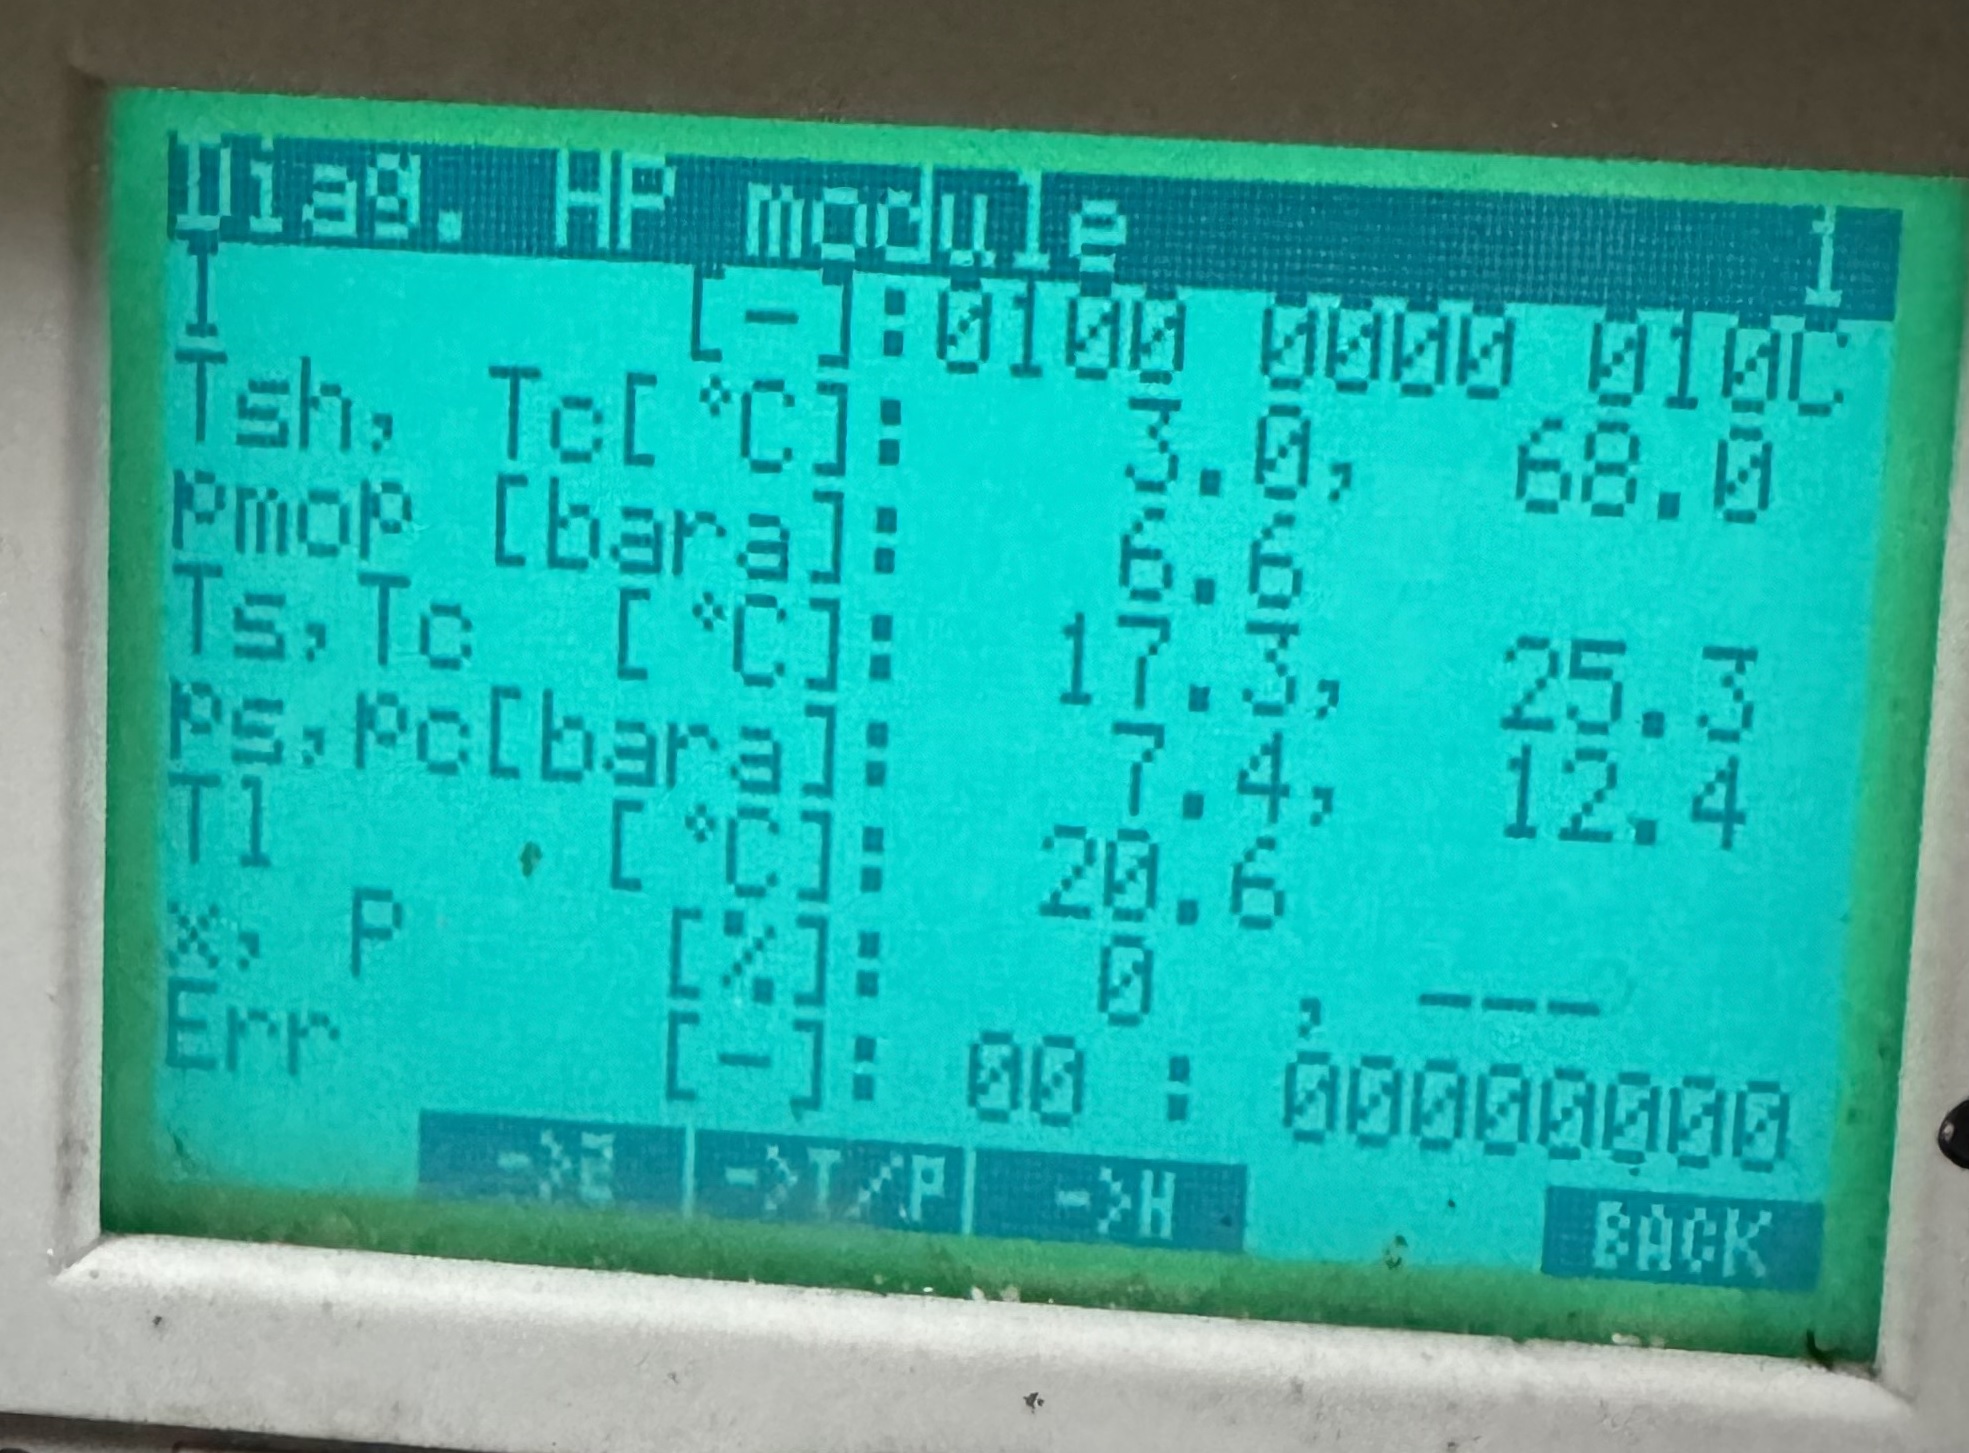 Diag. HP module 1
I [-]: 0100 0000 010C
Tsh, Tc[°C]: 3.0, 68.0
pmop [bara]: 6.6
Ts,Tc [°C]: 17.3, 25.3
ps,pc[bara]: 7.4, 12.4
Tl [°C]: 20.6
x, P [%]: 0 , ---
Err [-]: 00 : 00000000
->E ->T/P ->H BACK